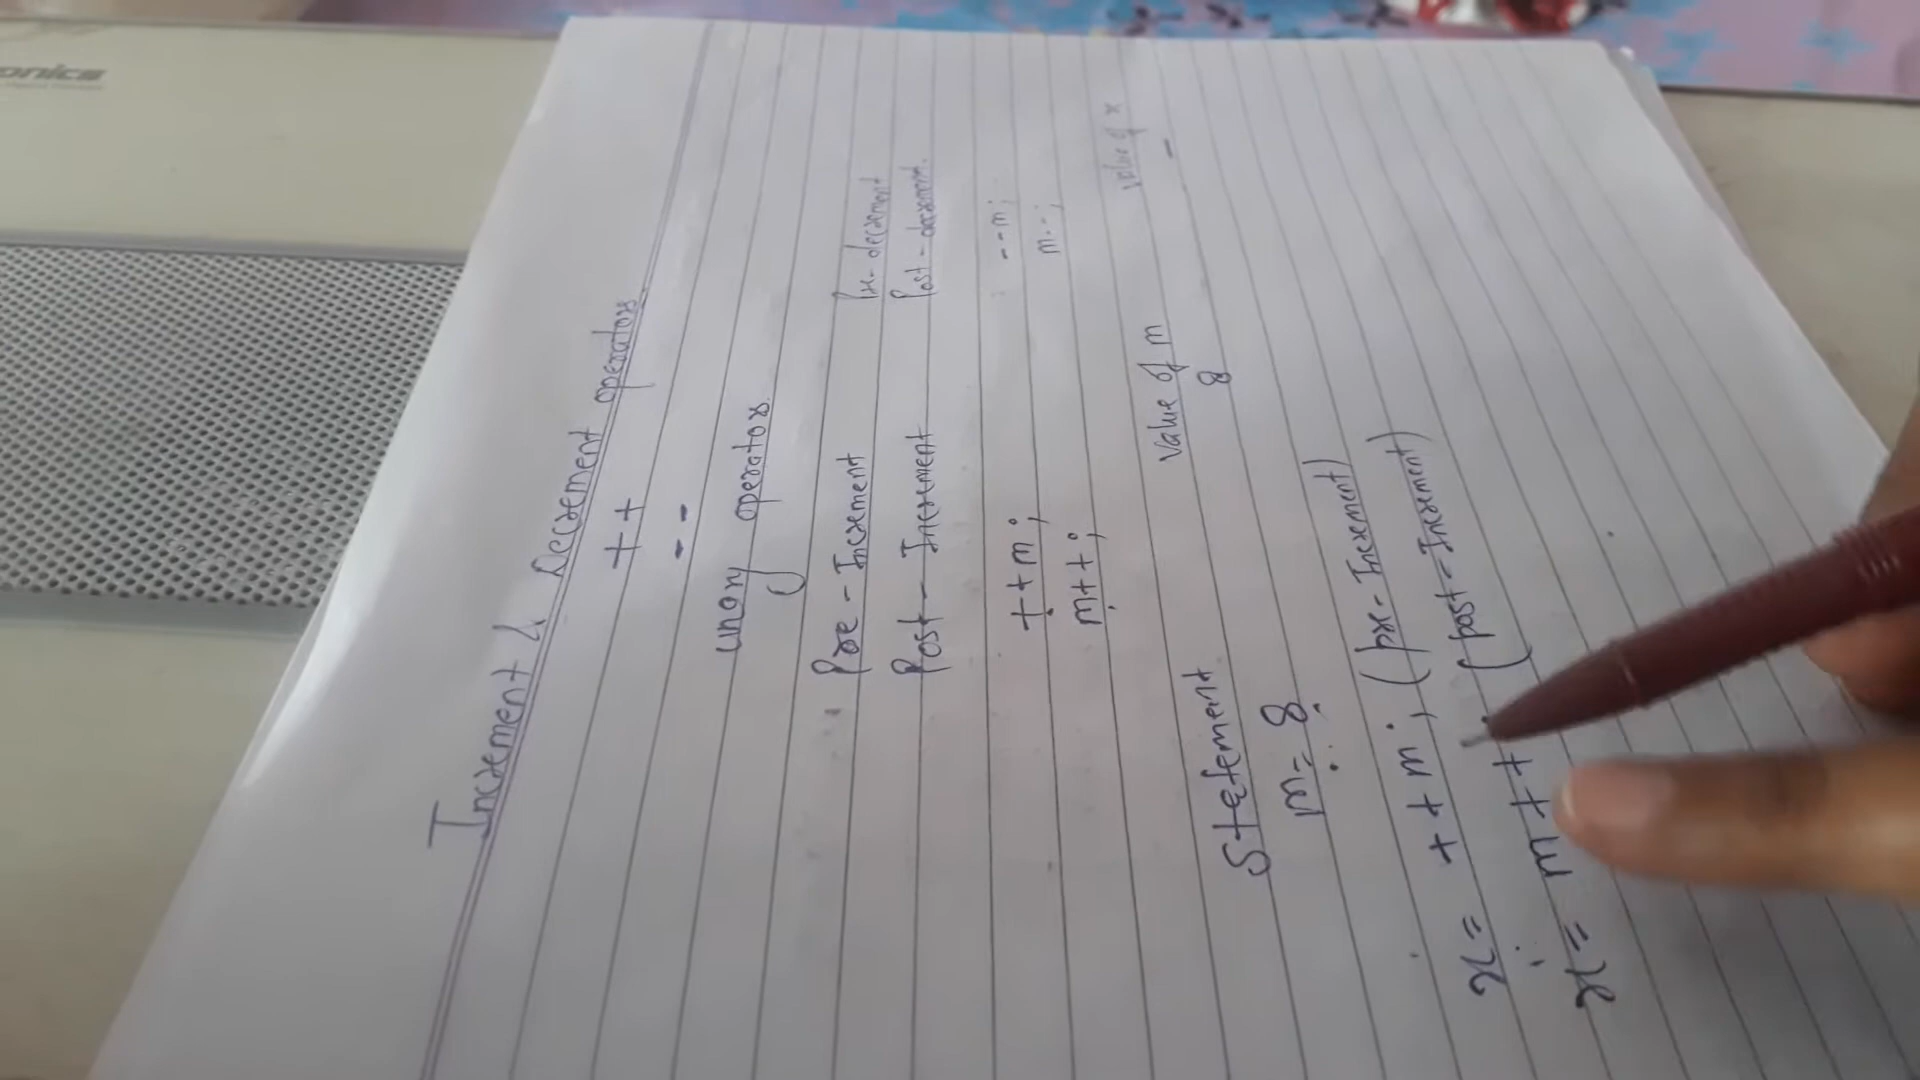 onics
Increment & Decrement operators
++
--
unary operators.
Pre - Increment Pre - decrement
Post - Increment Post - decrement.
++m; --m;
m++; m--;
Statement Value of m value of x
m = 8 8 -
x = ++m; (pre - Increment)
x = m++ (post - Increment)